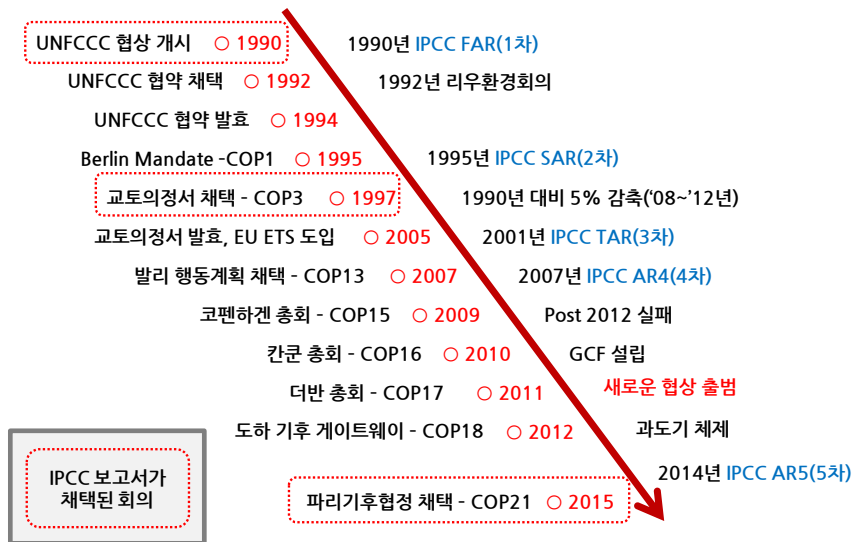 UNFCCC 협상 개시 ○ 1990 1990년 IPCC FAR(1차)
UNFCCC 협약 채택 ○ 1992 1992년 리우환경회의
UNFCCC 협약 발효 ○ 1994
Berlin Mandate -COP1 ○ 1995 1995년 IPCC SAR(2차)
교토의정서 채택 - COP3 ○ 1997 1990년 대비 5% 감축(‘08~’12년)
교토의정서 발효, EU ETS 도입 ○ 2005 2001년 IPCC TAR(3차)
발리 행동계획 채택 - COP13 ○ 2007 2007년 IPCC AR4(4차)
코펜하겐 총회 - COP15 ○ 2009 Post 2012 실패
칸쿤 총회 - COP16 ○ 2010 GCF 설립
더반 총회 - COP17 ○ 2011 새로운 협상 출범
도하 기후 게이트웨이 - COP18 ○ 2012 과도기 체제
2014년 IPCC AR5(5차)
파리기후협정 채택 - COP21 ○ 2015
IPCC 보고서가
채택된 회의